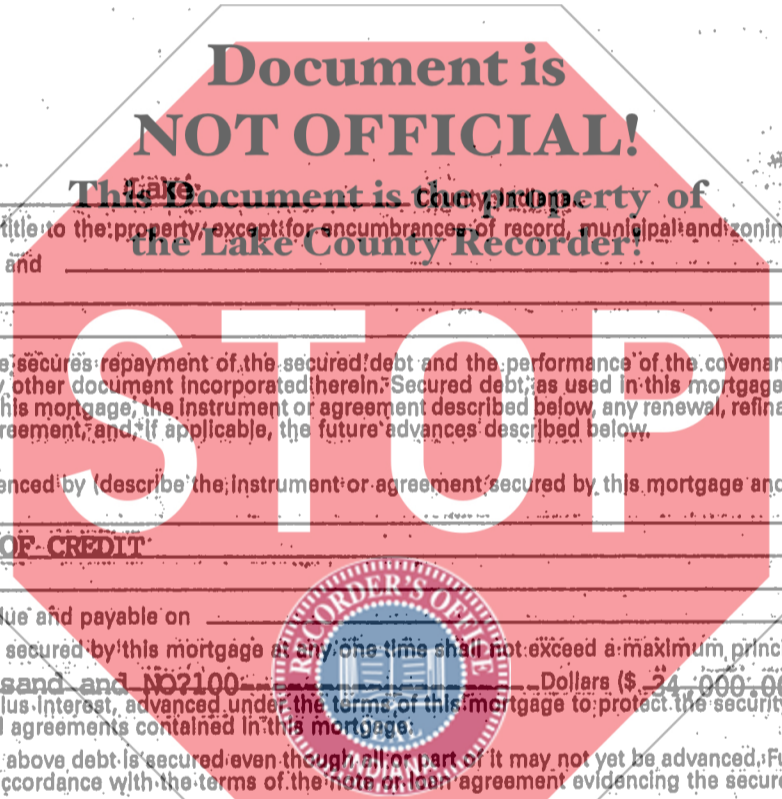 Document is
NOT OFFICIAL!
This Document is the property of
the Lake County Recorder!
Lake County, Indiana.
title to the property, except for encumbrances of record, municipal and zonin
and
STOP
e secures repayment of the secured debt and the performance of the covenan
other document incorporated herein. Secured debt, as used in this mortgage
his mortgage, the instrument or agreement described below, any renewal, refina
reement, and if applicable, the future advances described below.
enced by (describe the instrument or agreement secured by this mortgage and
OF CREDIT
due and payable on
secured by this mortgage at any one time shall not exceed a maximum princ
sand and NO2100 Dollars ($ 34,000.0
lus interest, advanced under the terms of this mortgage to protect the securit
agreements contained in this mortgage.
above debt is secured even though all or part of it may not yet be advanced. Fu
ccordance with the terms of the note or loan agreement evidencing the secure
RECORDER'S OFFICE